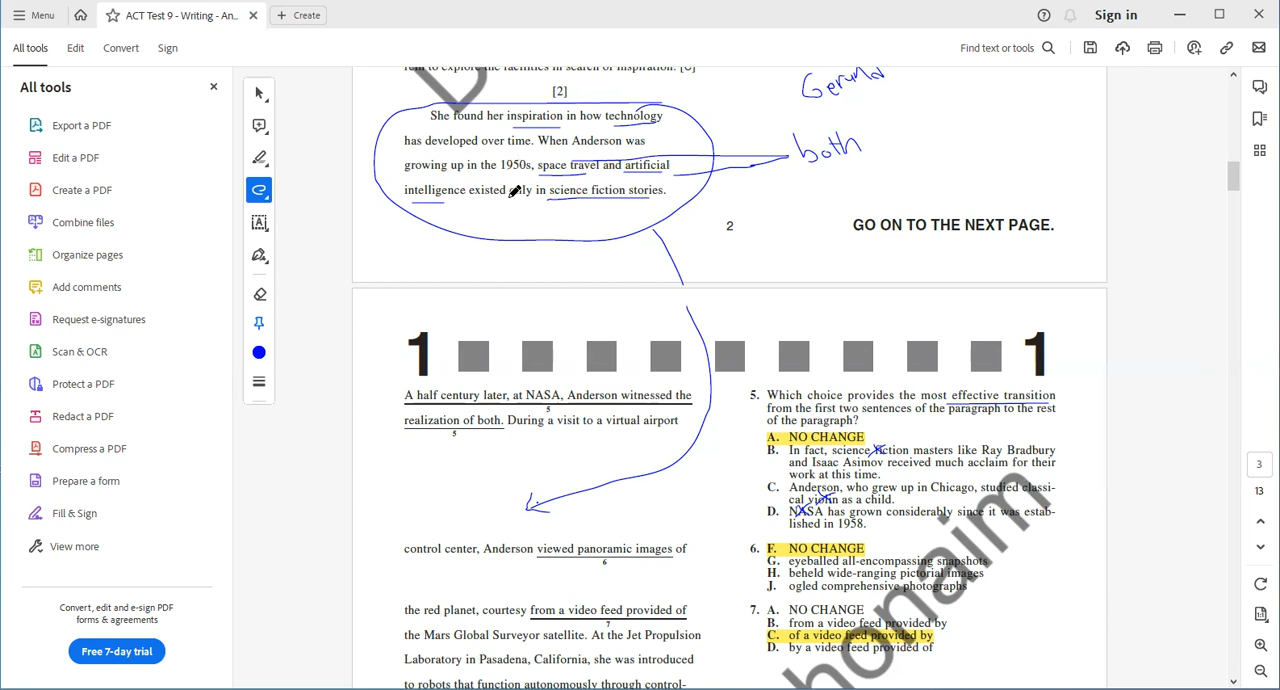 Menu
ACT Test 9 - Writing - An...
Create
Sign in
All tools
Edit
Convert
Sign
Find text or tools
All tools
Export a PDF
Edit a PDF
Create a PDF
Combine files
Organize pages
Add comments
Request e-signatures
Scan & OCR
Protect a PDF
Redact a PDF
Compress a PDF
Prepare a form
Fill & Sign
View more
Convert, edit and e-sign PDF
forms & agreements
Free 7-day trial
[2]
She found her inspiration in how technology
has developed over time. When Anderson was
growing up in the 1950s, space travel and artificial
intelligence existed only in science fiction stories.
Gerund
both
2
GO ON TO THE NEXT PAGE.
1
1
A half century later, at NASA, Anderson witnessed the
5
realization of both. During a visit to a virtual airport
5
control center, Anderson viewed panoramic images of
6
the red planet, courtesy from a video feed provided of
7
the Mars Global Surveyor satellite. At the Jet Propulsion
Laboratory in Pasadena, California, she was introduced
to robots that function autonomously through control-
5. Which choice provides the most effective transition
from the first two sentences of the paragraph to the rest
of the paragraph?
A. NO CHANGE
B. In fact, science fiction masters like Ray Bradbury
and Isaac Asimov received much acclaim for their
work at this time.
C. Anderson, who grew up in Chicago, studied classi-
cal violin as a child.
D. NASA has grown considerably since it was estab-
lished in 1958.
6. F. NO CHANGE
G. eyeballed all-encompassing snapshots
H. beheld wide-ranging pictorial images
J. ogled comprehensive photographs
7. A. NO CHANGE
B. from a video feed provided by
C. of a video feed provided by
D. by a video feed provided of
3
13